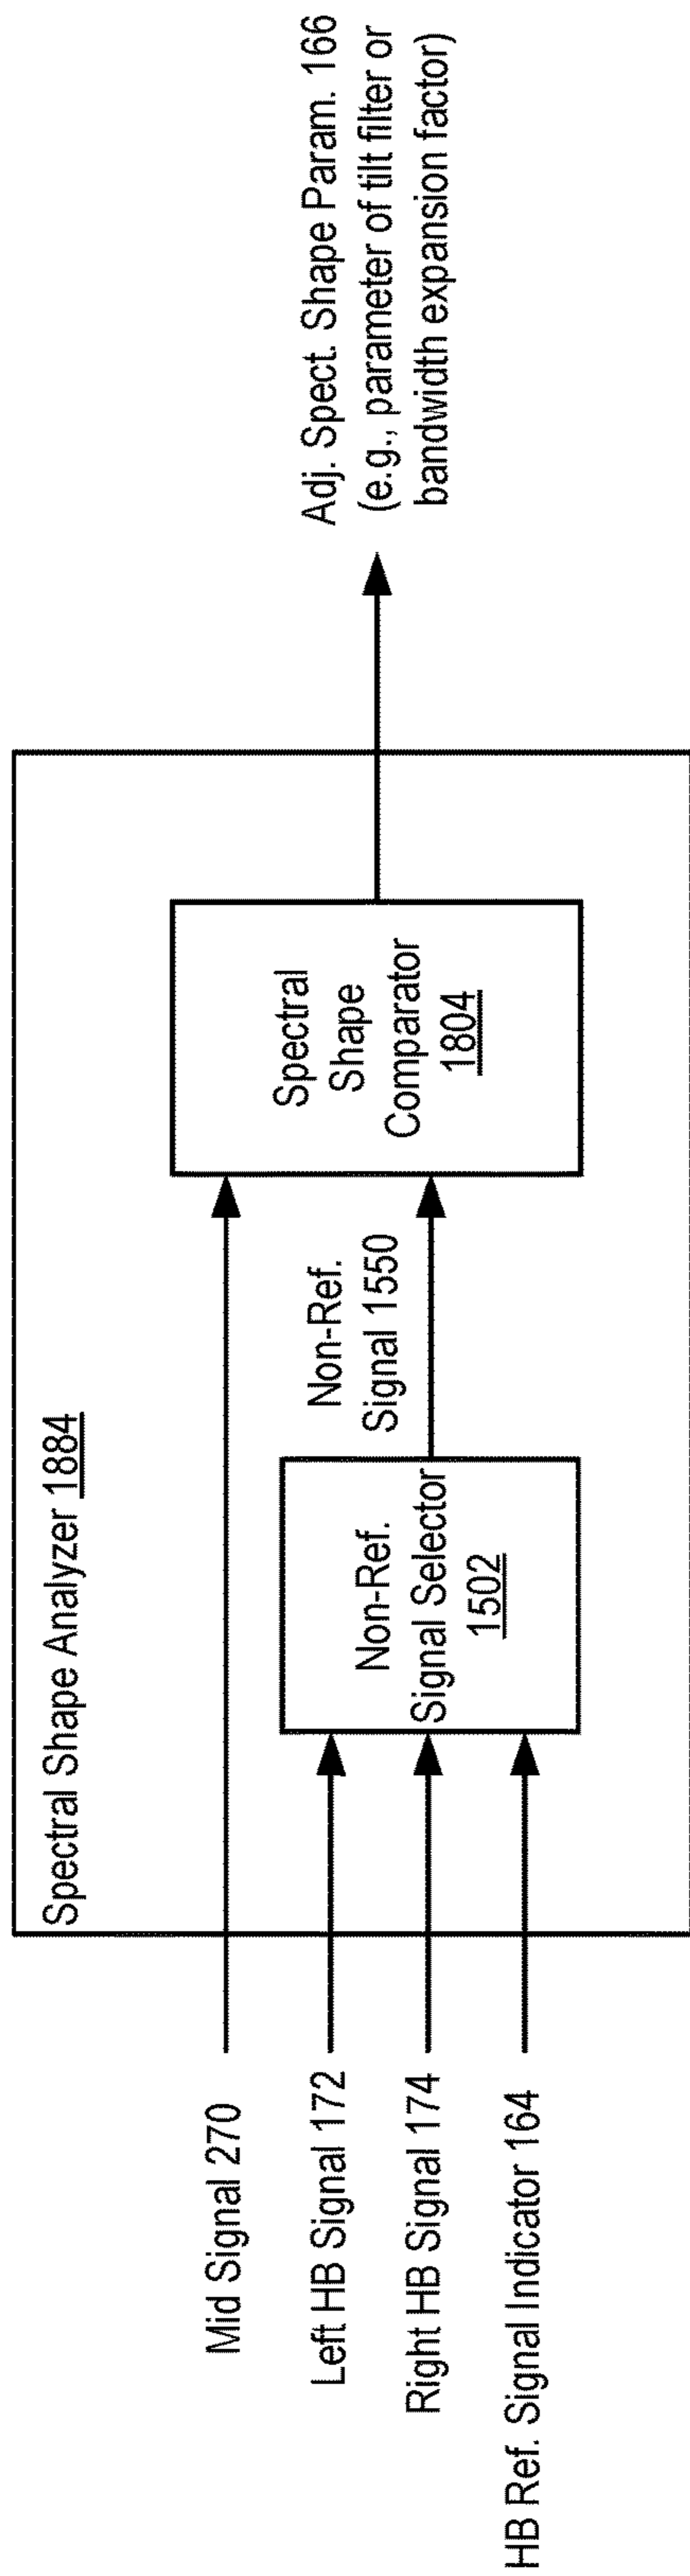 Spectral Shape Analyzer 1884
Mid Signal 270
Left HB Signal 172
Right HB Signal 174
HB Ref. Signal Indicator 164
Non-Ref.
Signal Selector
1502
Non-Ref.
Signal 1550
Spectral
Shape
Comparator
1804
Adj. Spect. Shape Param. 166
(e.g., parameter of tilt filter or
bandwidth expansion factor)